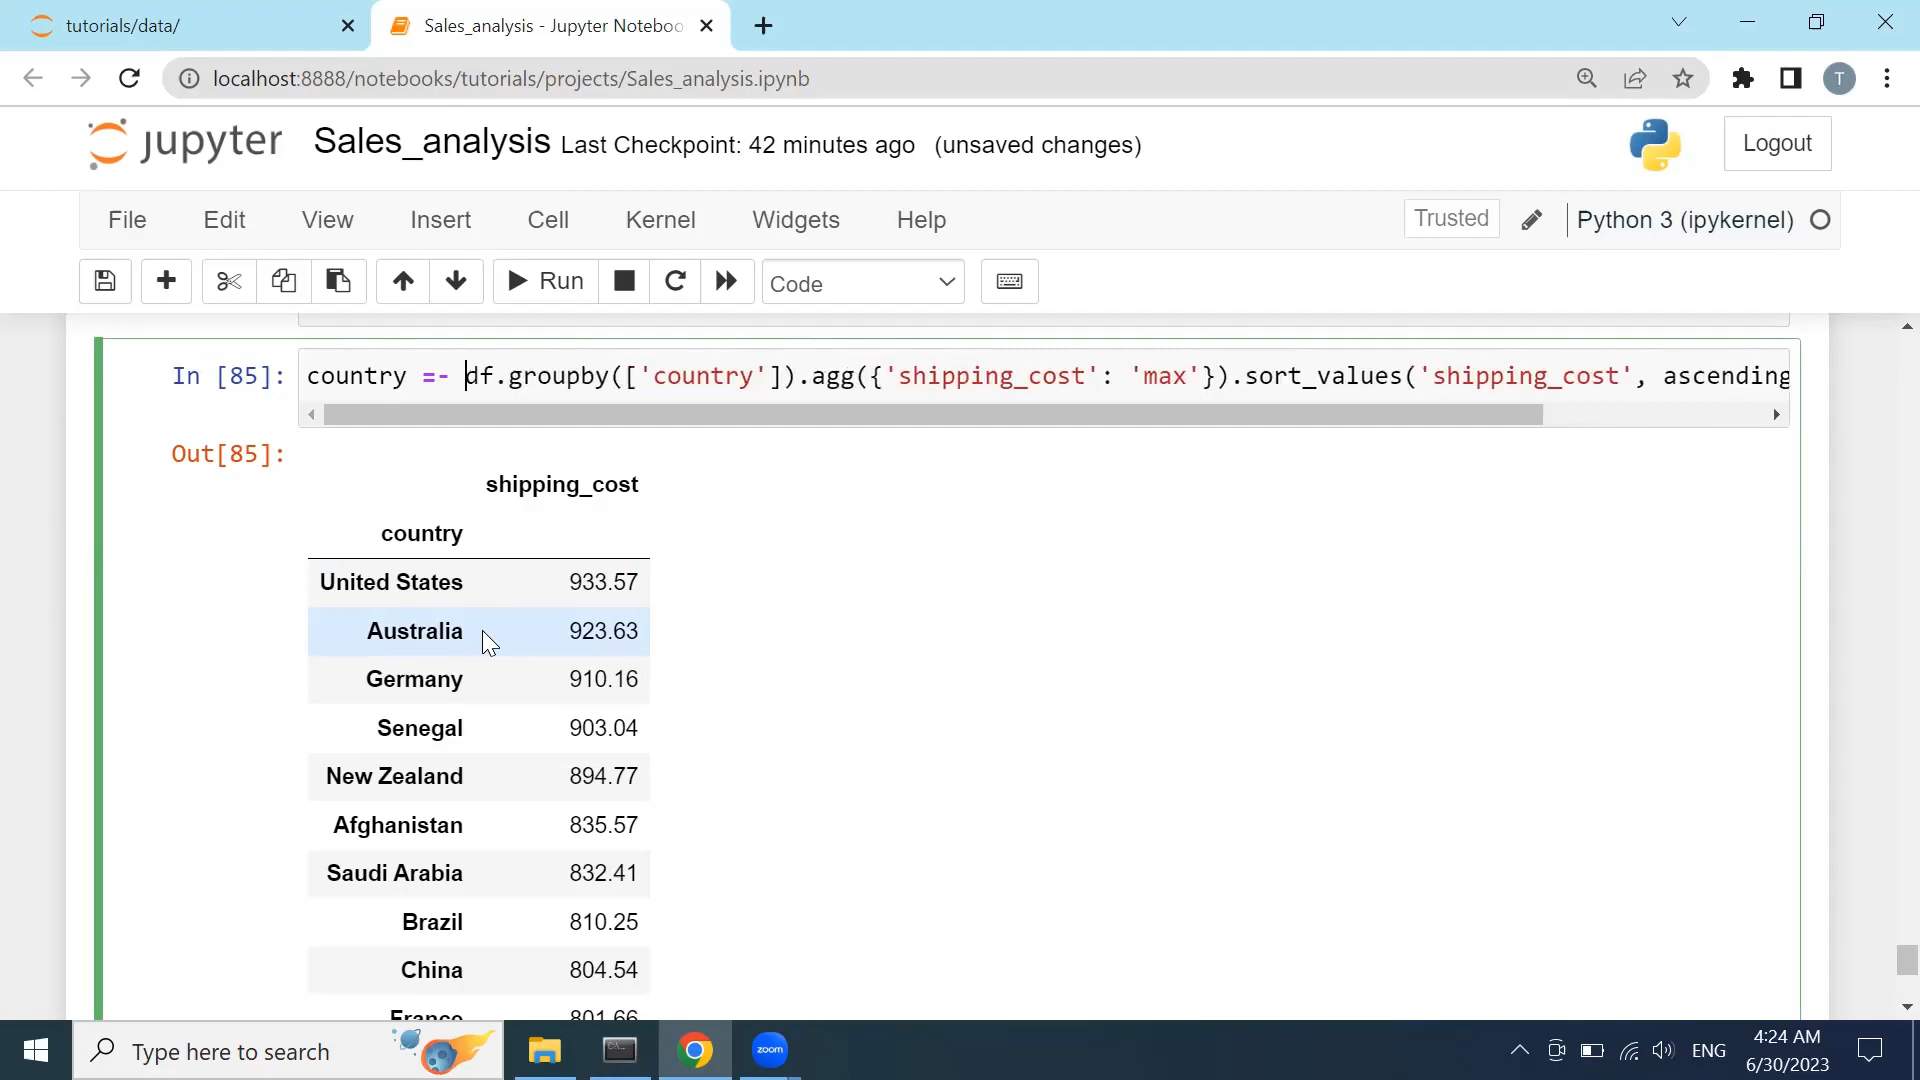 tutorials/data/
Sales_analysis - Jupyter Noteboo
localhost:8888/notebooks/tutorials/projects/Sales_analysis.ipynb
T
jupyter Sales_analysis Last Checkpoint: 42 minutes ago (unsaved changes)
Logout
File Edit View Insert Cell Kernel Widgets Help
Trusted
Python 3 (ipykernel)
Run
Code
In [85]: country =- df.groupby(['country']).agg({'shipping_cost': 'max'}).sort_values('shipping_cost', ascending
Out[85]:
shipping_cost
country
United States 933.57
Australia 923.63
Germany 910.16
Senegal 903.04
New Zealand 894.77
Afghanistan 835.57
Saudi Arabia 832.41
Brazil 810.25
China 804.54
France 801.66
Type here to search
zoom
ENG
4:24 AM
6/30/2023